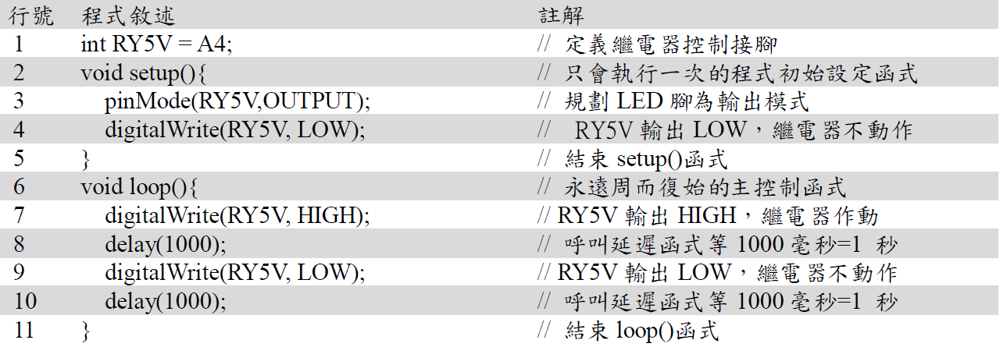 行號 程式敘述 註解
1 int RY5V = A4; // 定義繼電器控制接腳
2 void setup(){ // 只會執行一次的程式初始設定函式
3 pinMode(RY5V,OUTPUT); // 規劃 LED 腳為輸出模式
4 digitalWrite(RY5V, LOW); // RY5V 輸出 LOW，繼電器不動作
5 } // 結束 setup()函式
6 void loop(){ // 永遠周而復始的主控制函式
7 digitalWrite(RY5V, HIGH); // RY5V 輸出 HIGH，繼電器作動
8 delay(1000); // 呼叫延遲函式等 1000 毫秒=1 秒
9 digitalWrite(RY5V, LOW); // RY5V 輸出 LOW，繼電器不動作
10 delay(1000); // 呼叫延遲函式等 1000 毫秒=1 秒
11 } // 結束 loop()函式